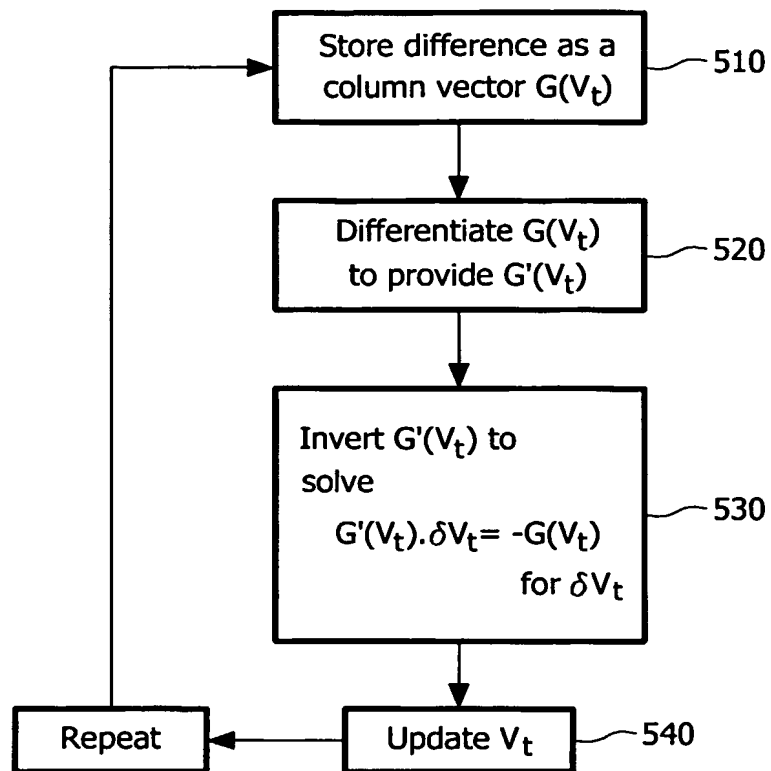 Store difference as a
column vector G(Vt)
510
Differentiate G(Vt)
to provide G'(Vt)
520
Invert G'(Vt) to
solve
G'(Vt).δVt= -G(Vt)
for δVt
530
Repeat
Update Vt
540